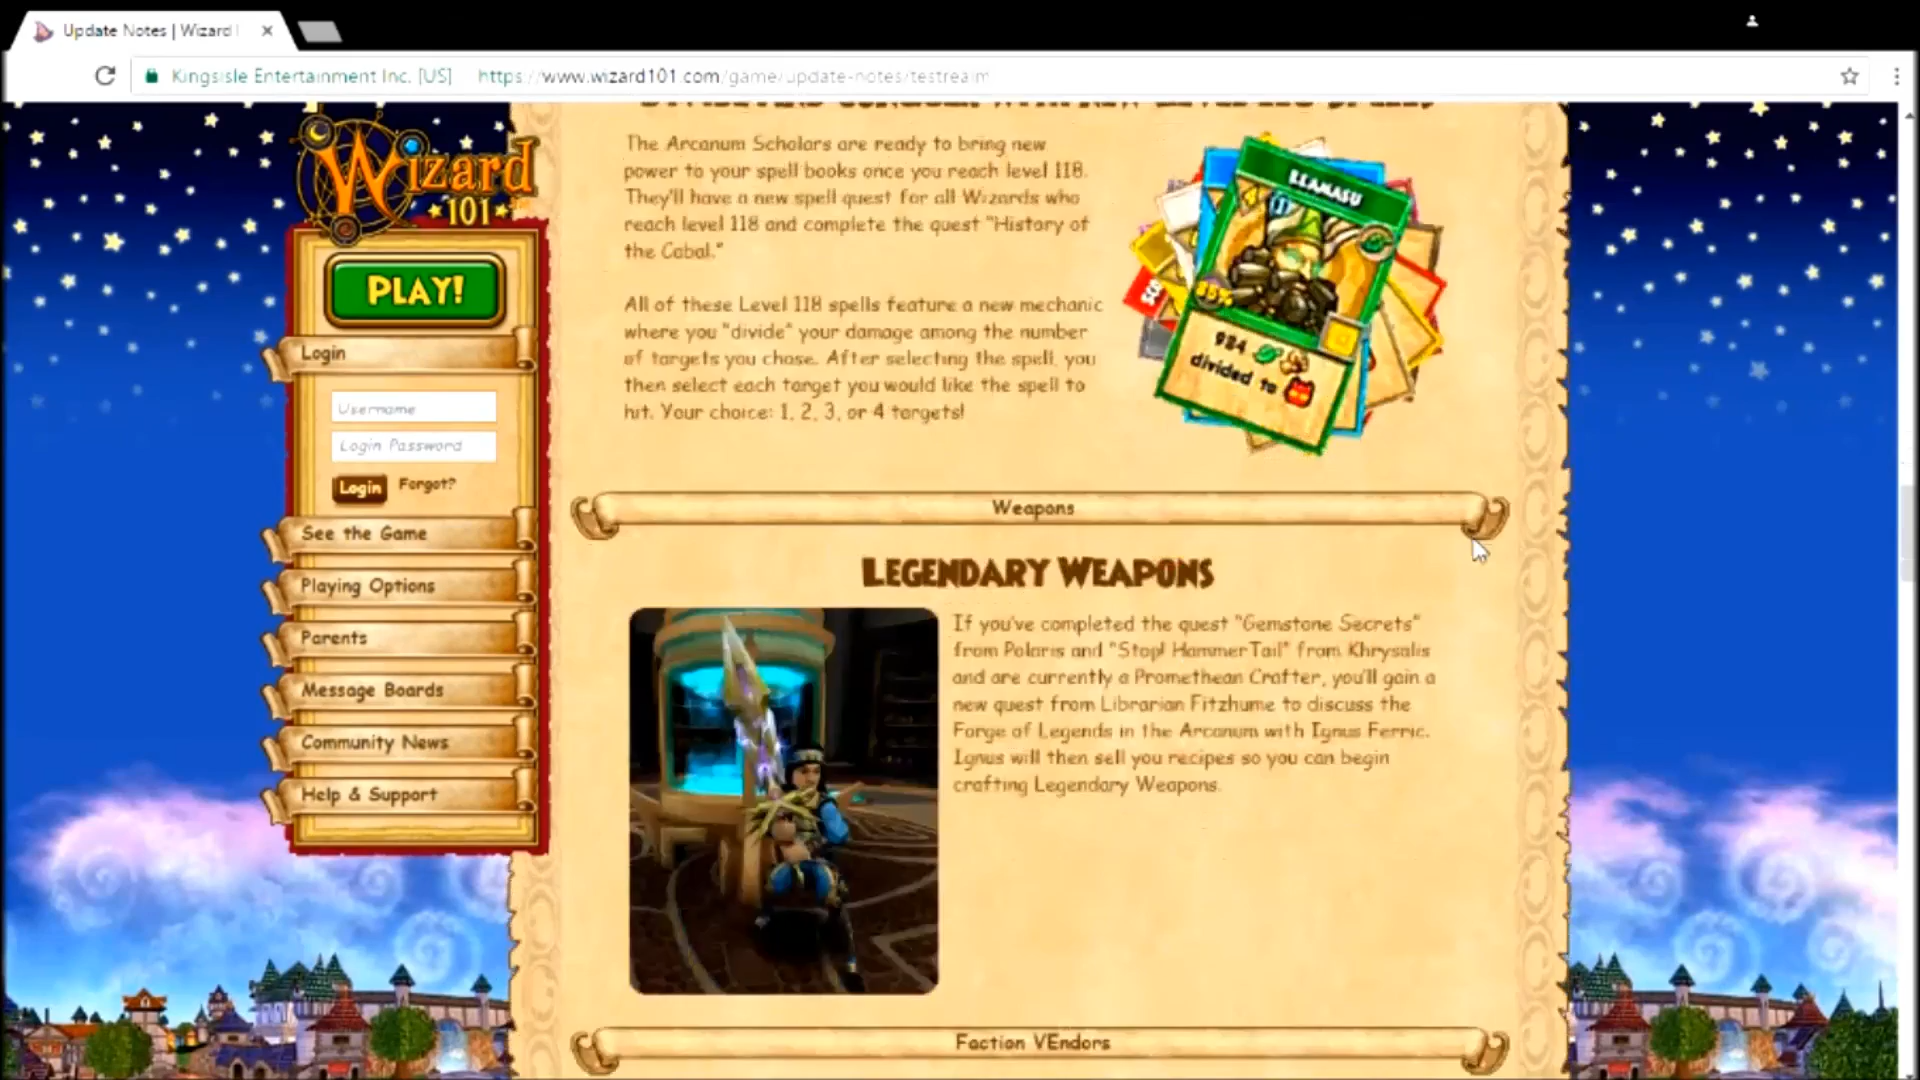 Update Notes | Wizard
Kingsisle Entertainment Inc. [US] https://www.wizard101.com/game/update-notes/testrealm
Wizard
101
PLAY!
Login
Username
Login Password
Login Forgot?
See the Game
Playing Options
Parents
Message Boards
Community News
Help & Support
The Arcanum Scholars are ready to bring new
power to your spell books once you reach level 118.
They'll have a new spell quest for all Wizards who
reach level 118 and complete the quest "History of
the Cabal."
All of these Level 118 spells feature a new mechanic
where you "divide" your damage among the number
of targets you chose. After selecting the spell, you
then select each target you would like the spell to
hit. Your choice: 1, 2, 3, or 4 targets!
85%
984
divided to
Weapons
LEGENDARY WEAPONS
If you've completed the quest "Gemstone Secrets"
from Polaris and "Stop! HammerTail" from Khrysalis
and are currently a Promethean Crafter, you'll gain a
new quest from Librarian Fitzhume to discuss the
Forge of Legends in the Arcanum with Ignus Ferric.
Ignus will then sell you recipes so you can begin
crafting Legendary Weapons.
Faction VEndors